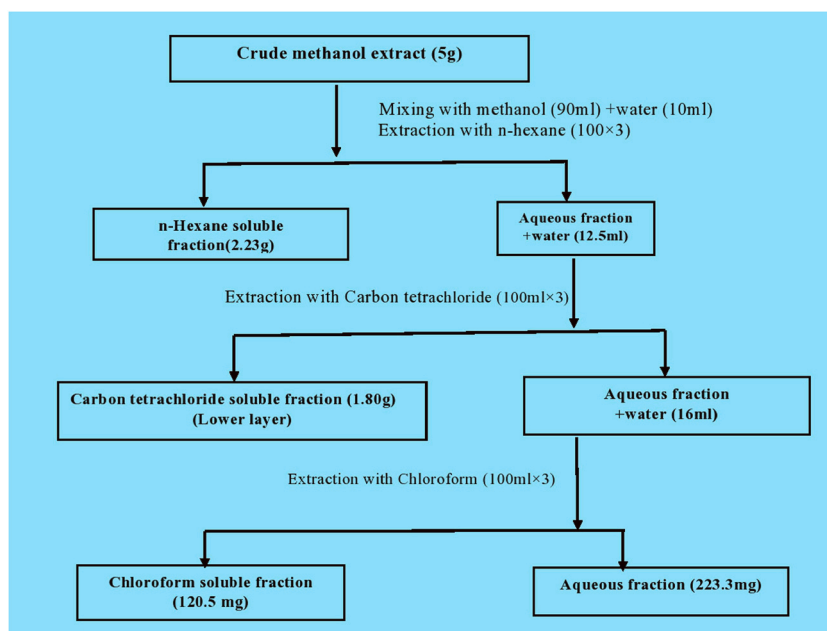 Crude methanol extract (5g)
Mixing with methanol (90ml) +water (10ml)
Extraction with n-hexane (100×3)
n-Hexane soluble
fraction(2.23g)
Aqueous fraction
+water (12.5ml)
Extraction with Carbon tetrachloride (100ml×3)
Carbon tetrachloride soluble fraction (1.80g)
(Lower layer)
Aqueous fraction
+water (16ml)
Extraction with Chloroform (100ml×3)
Chloroform soluble fraction
(120.5 mg)
Aqueous fraction (223.3mg)